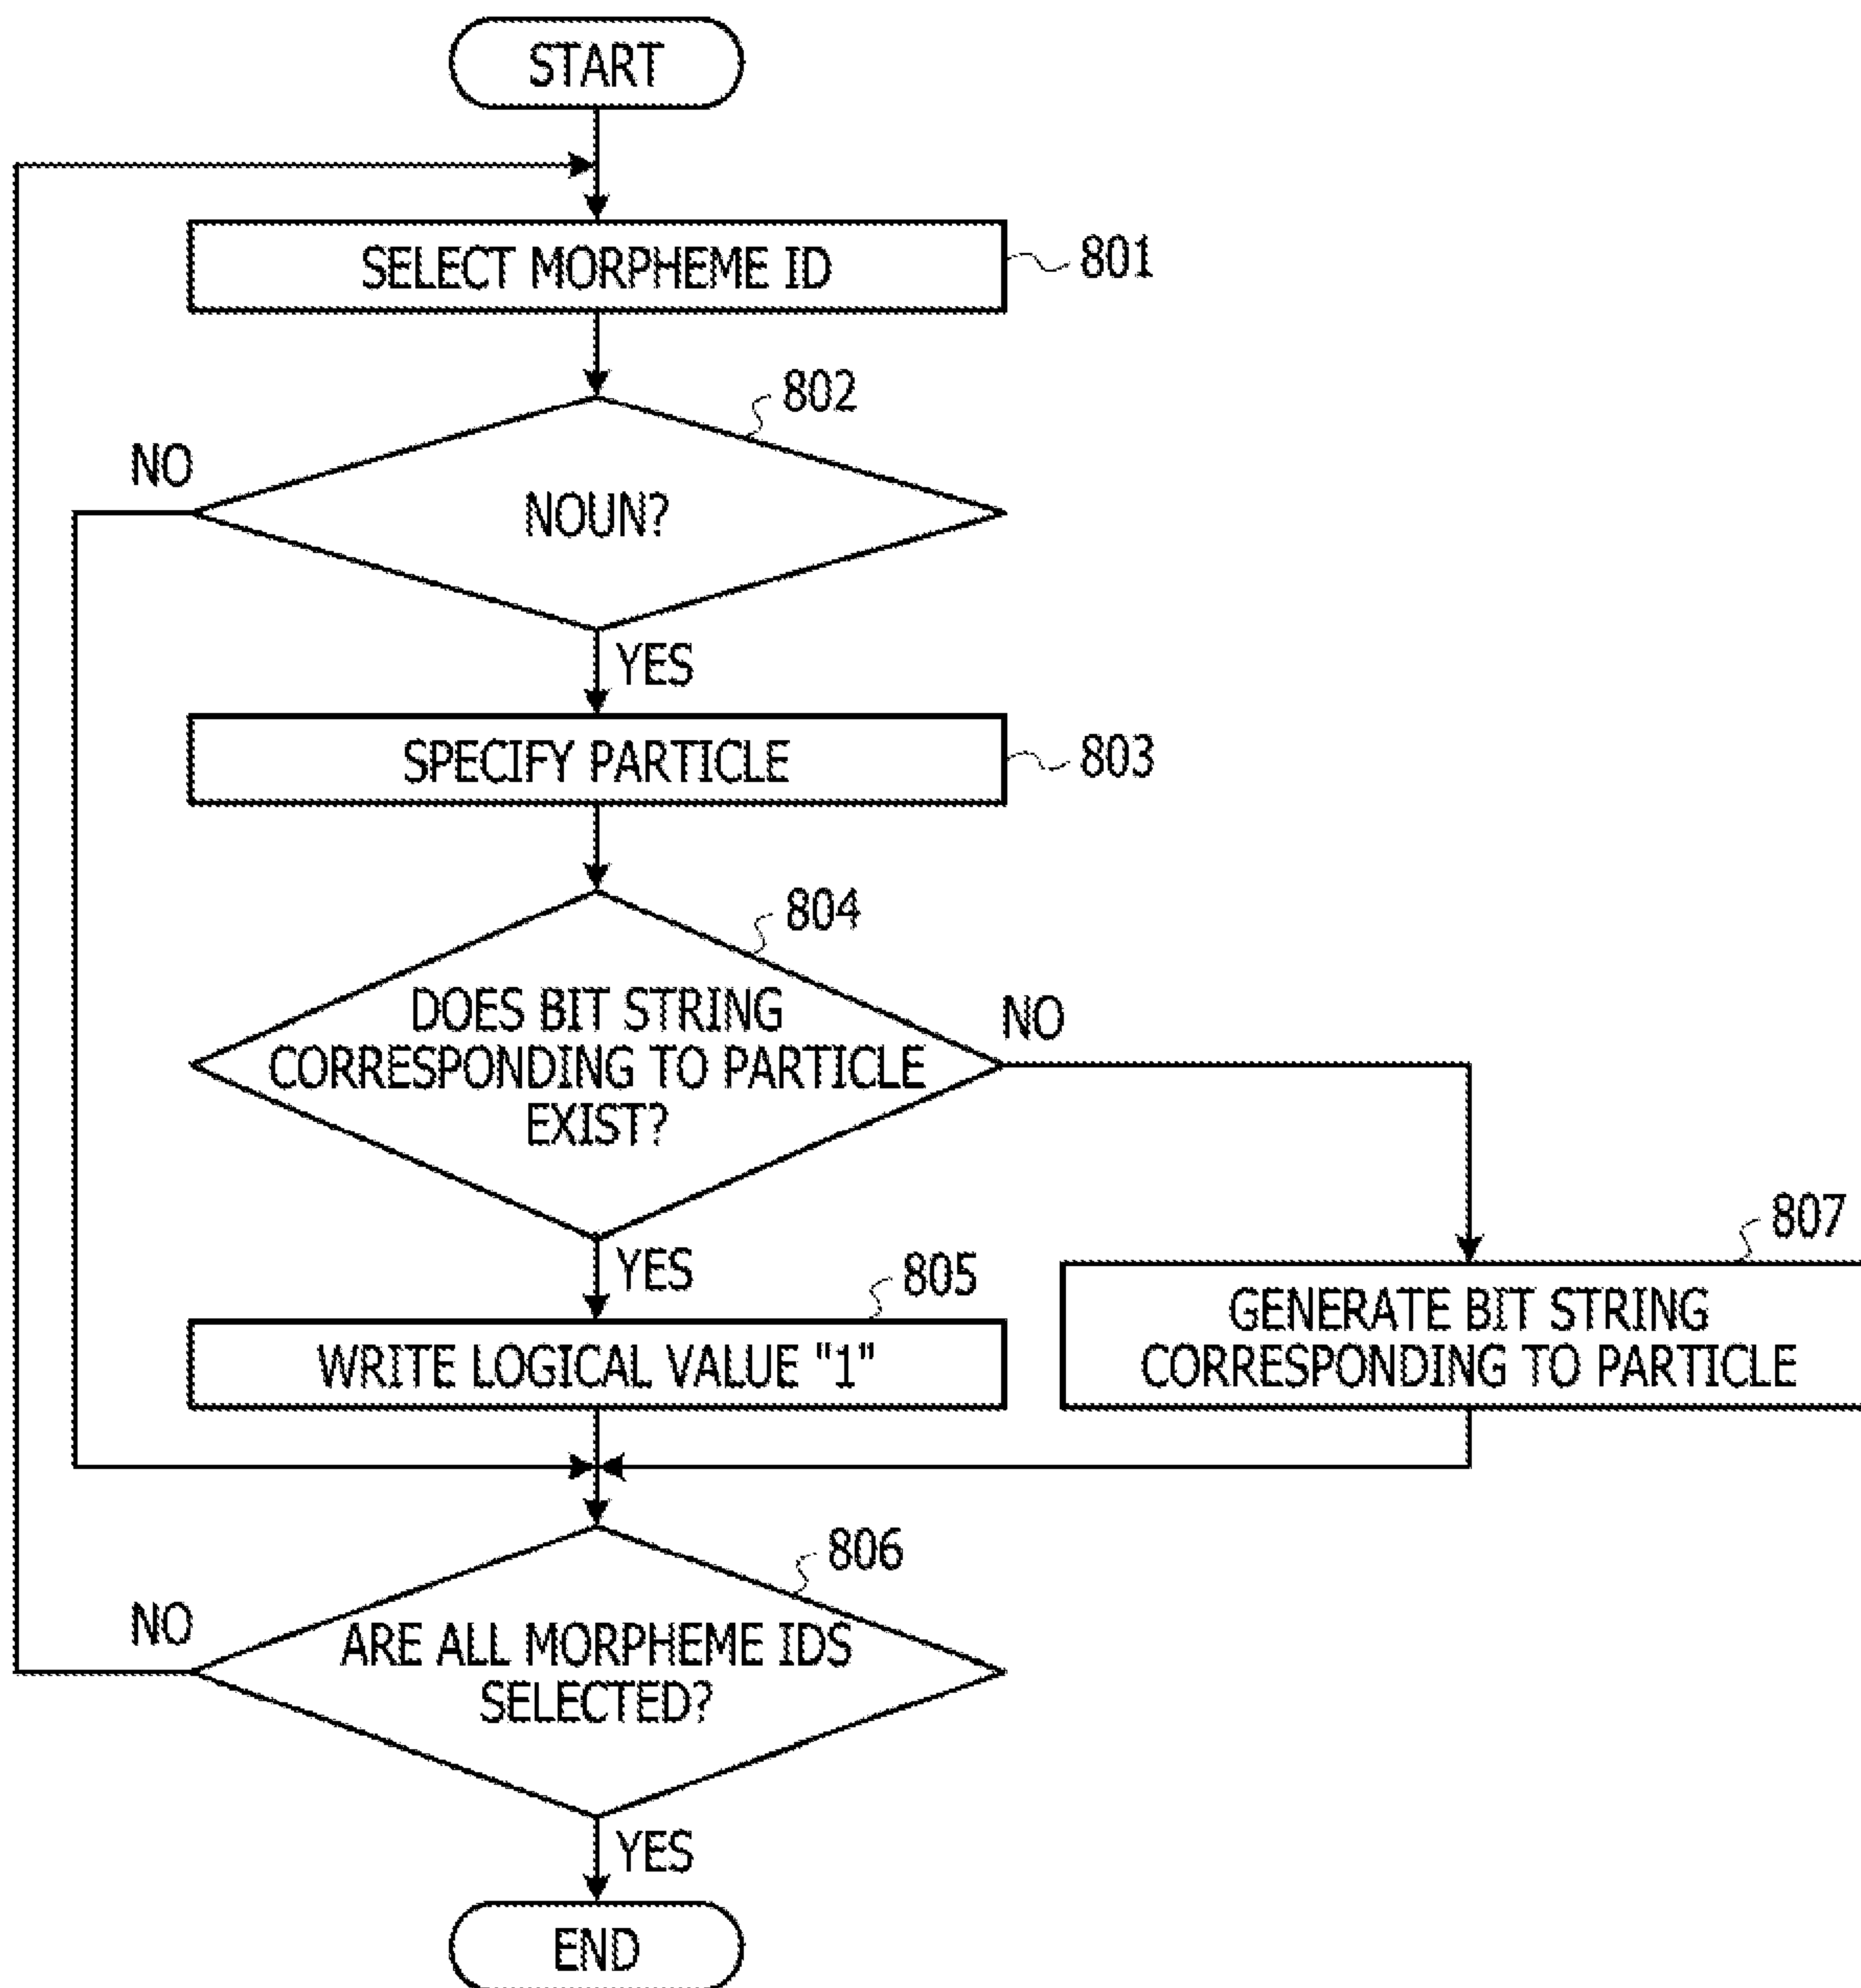 START
SELECT MORPHEME ID
801
802
NO
NOUN?
YES
SPECIFY PARTICLE
803
804
DOES BIT STRING
CORRESPONDING TO PARTICLE
EXIST?
NO
YES
805
807
WRITE LOGICAL VALUE "1"
GENERATE BIT STRING
CORRESPONDING TO PARTICLE
806
NO
ARE ALL MORPHEME IDS
SELECTED?
YES
END